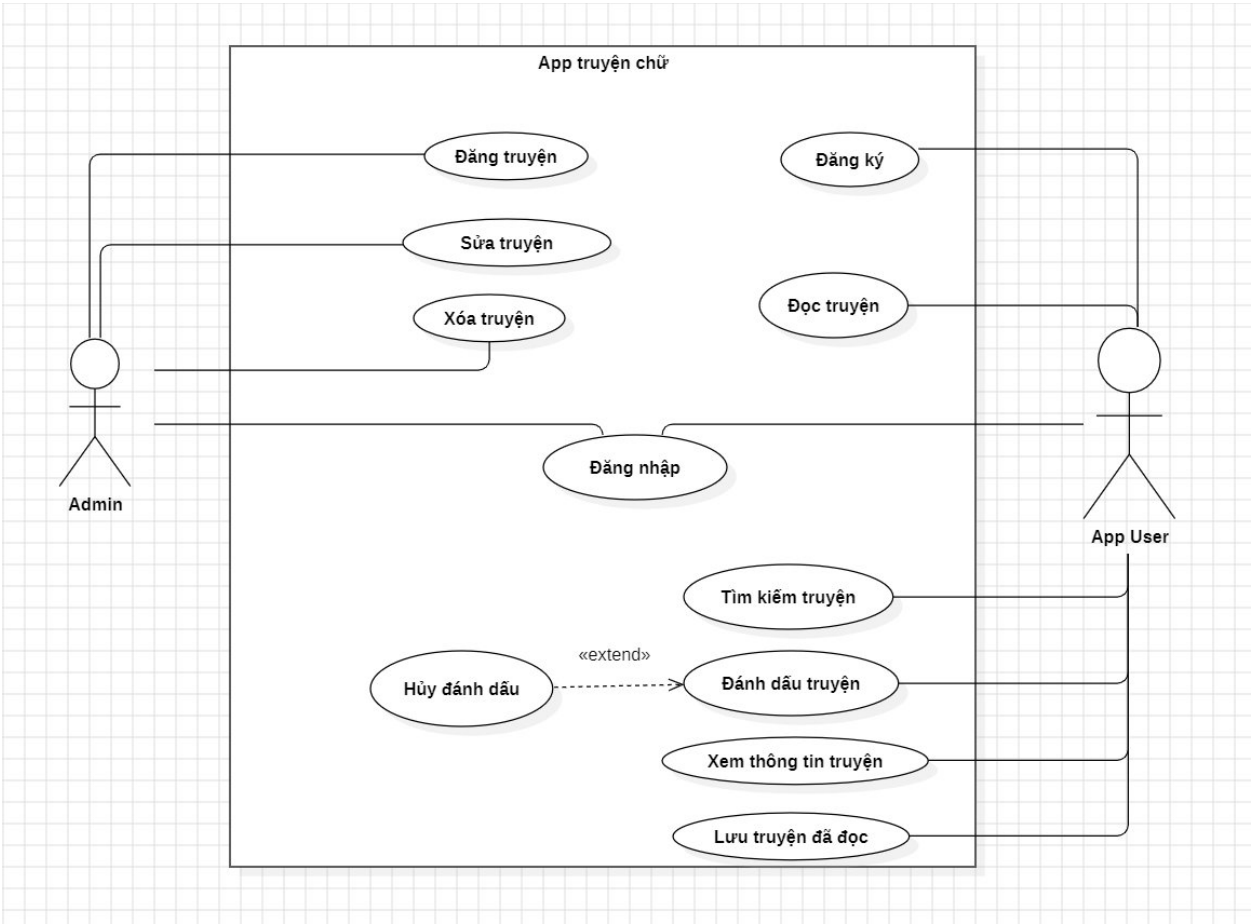 App truyện chữ
Đăng truyện
Đăng ký
Sửa truyện
Xóa truyện
Đọc truyện
Đăng nhập
Admin
App User
Tìm kiếm truyện
«extend»
Hủy đánh dấu
Đánh dấu truyện
Xem thông tin truyện
Lưu truyện đã đọc